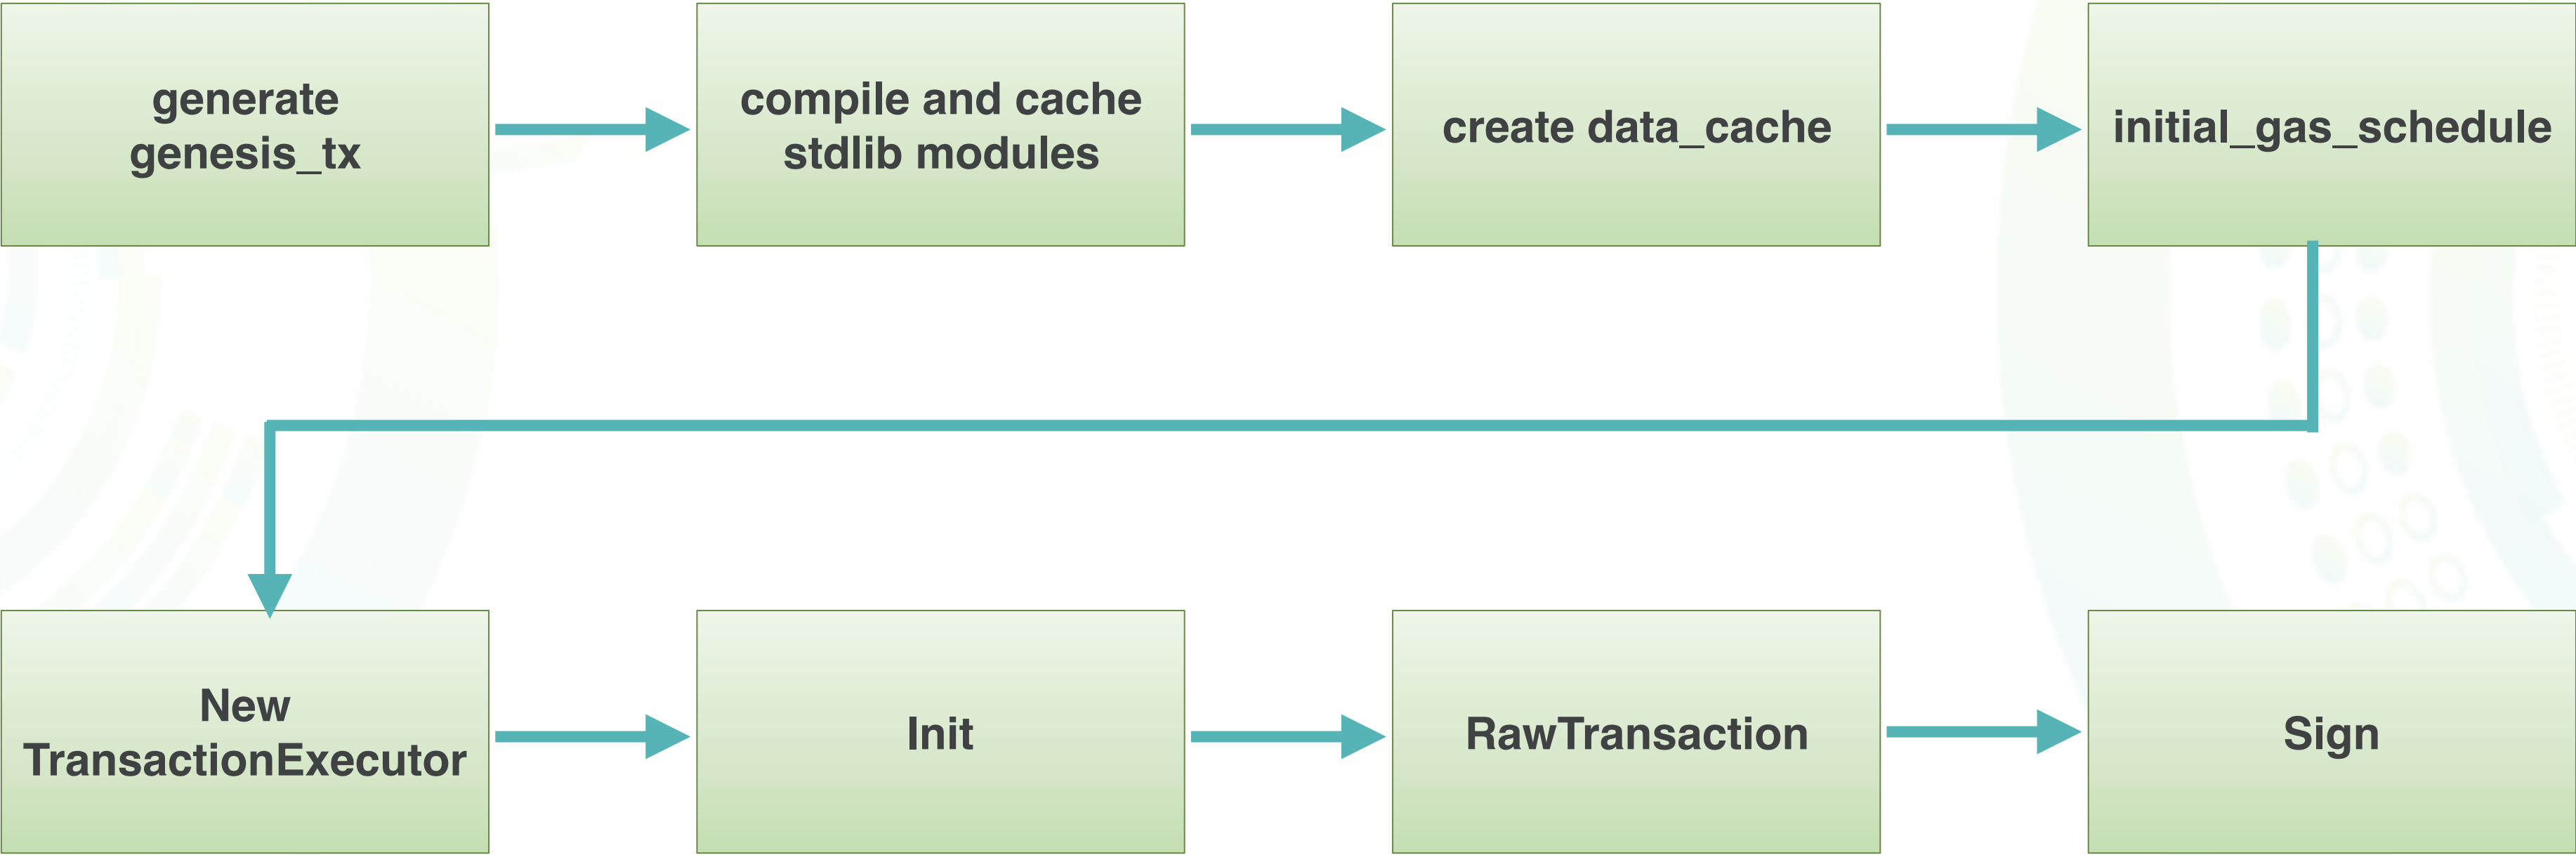 generate
genesis_tx
compile and cache
stdlib modules
create data_cache
initial_gas_schedule
New
TransactionExecutor
Init
RawTransaction
Sign